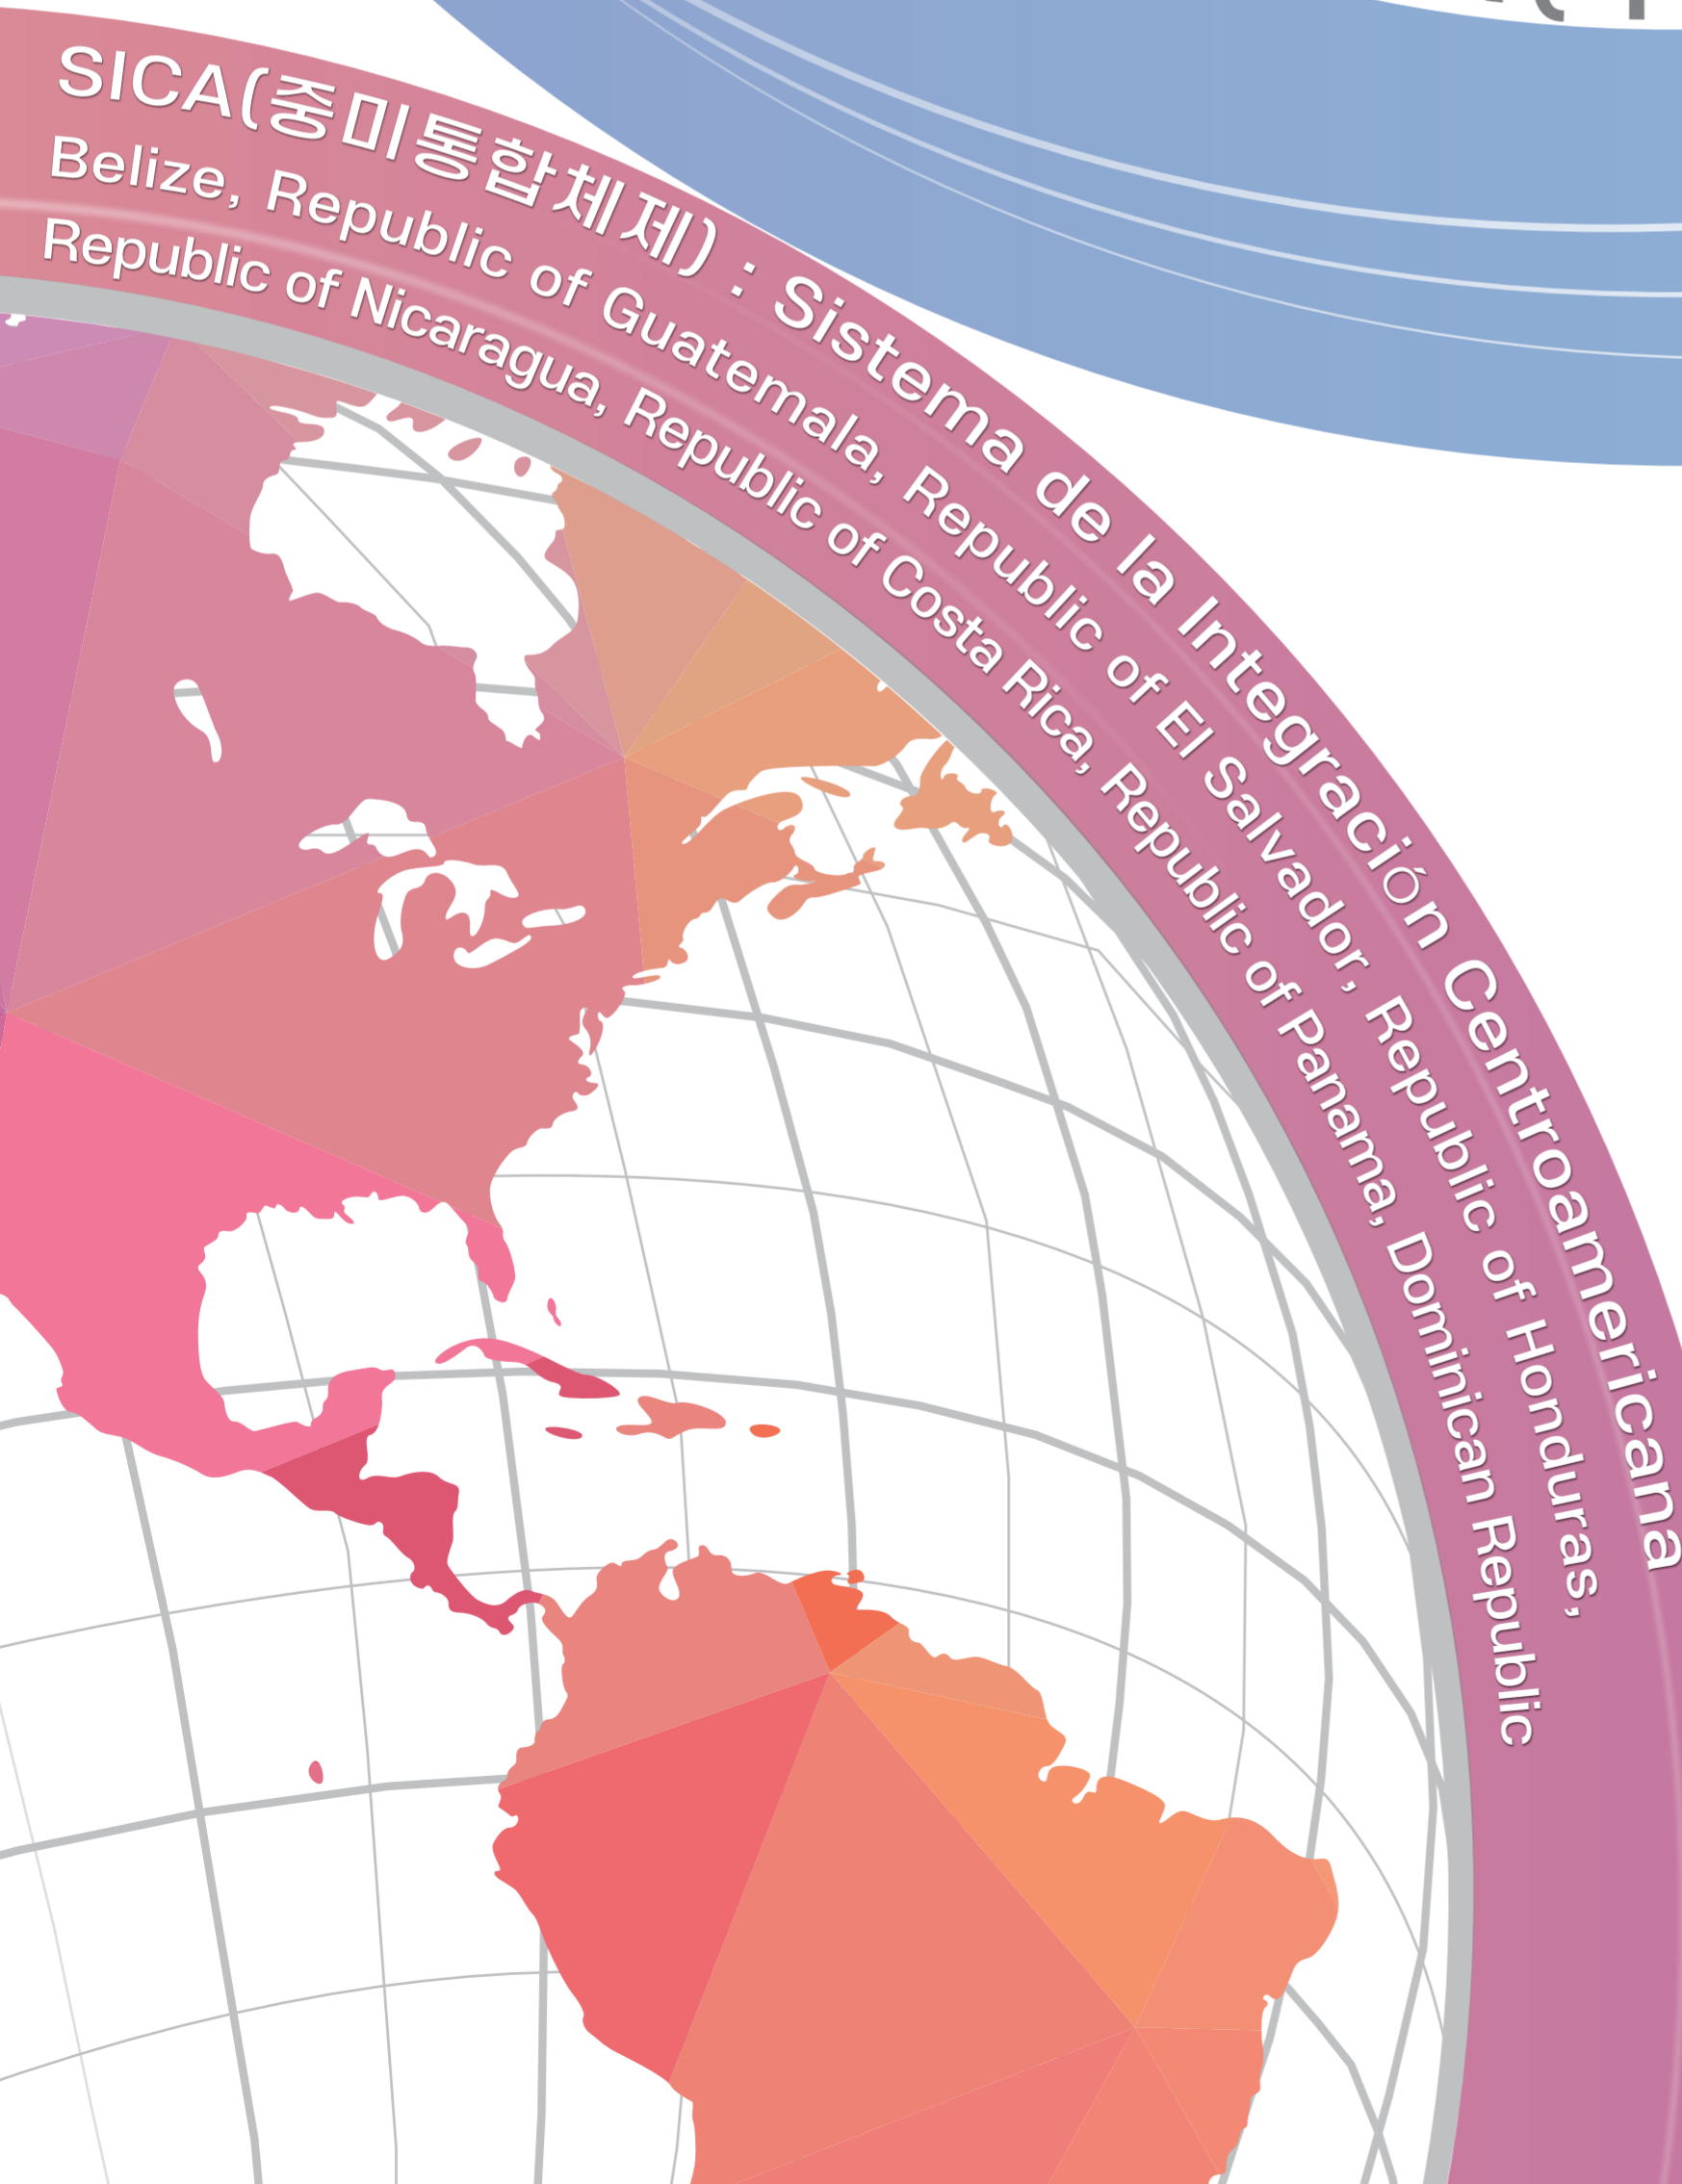 SICA(중미통합체제) : Sistema de la Integración Centroamericana
Belize, Republic of Guatemala, Republic of El Salvador, Republic of Honduras,
Republic of Nicaragua, Republic of Costa Rica, Republic of Panama, Dominican Republic